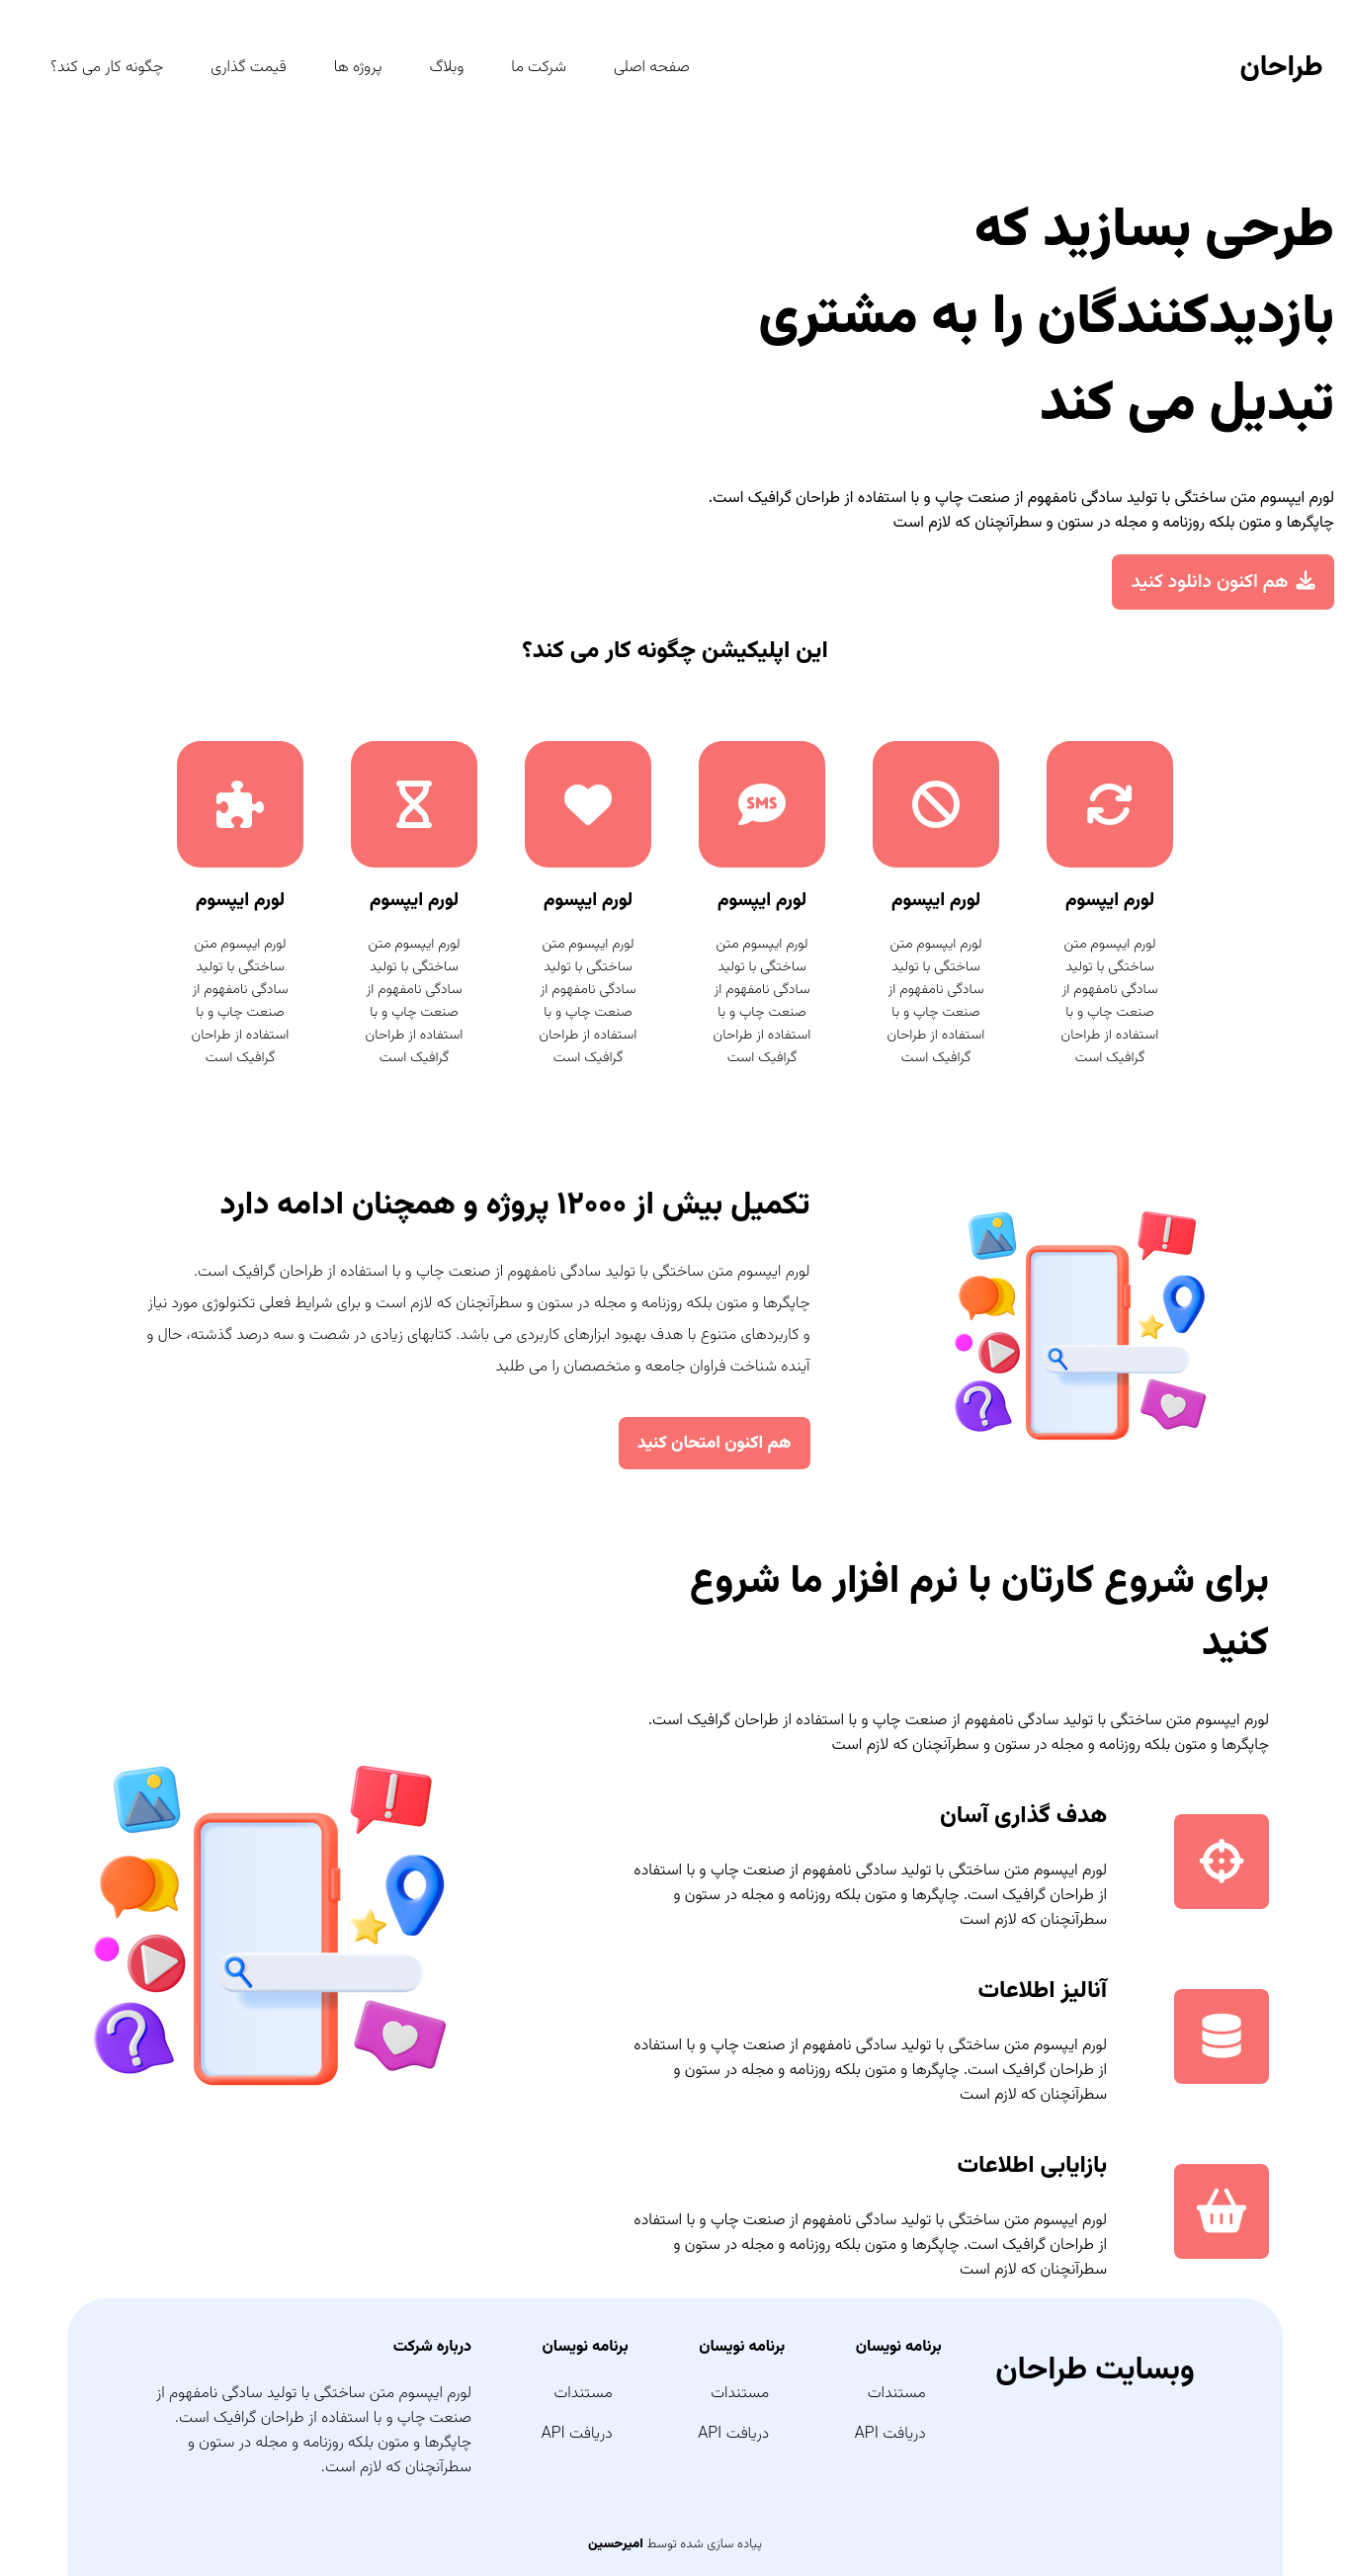 طراحان
صفحه اصلی
شرکت ما
وبلاگ
پروژه ها
قیمت گذاری
چگونه کار می کند؟
طرحی بسازید که
بازدیدکنندگان را به مشتری
تبدیل می کند
لورم ایپسوم متن ساختگی با تولید سادگی نامفهوم از صنعت چاپ و با استفاده از طراحان گرافیک است.
چاپگرها و متون بلکه روزنامه و مجله در ستون و سطرآنچنان که لازم است
هم اکنون دانلود کنید
این اپلیکیشن چگونه کار می کند؟
SMS
لورم ایپسوم
لورم ایپسوم متن
ساختگی با تولید
سادگی نامفهوم از
صنعت چاپ و با
استفاده از طراحان
گرافیک است
لورم ایپسوم
لورم ایپسوم متن
ساختگی با تولید
سادگی نامفهوم از
صنعت چاپ و با
استفاده از طراحان
گرافیک است
لورم ایپسوم
لورم ایپسوم متن
ساختگی با تولید
سادگی نامفهوم از
صنعت چاپ و با
استفاده از طراحان
گرافیک است
لورم ایپسوم
لورم ایپسوم متن
ساختگی با تولید
سادگی نامفهوم از
صنعت چاپ و با
استفاده از طراحان
گرافیک است
لورم ایپسوم
لورم ایپسوم متن
ساختگی با تولید
سادگی نامفهوم از
صنعت چاپ و با
استفاده از طراحان
گرافیک است
لورم ایپسوم
لورم ایپسوم متن
ساختگی با تولید
سادگی نامفهوم از
صنعت چاپ و با
استفاده از طراحان
گرافیک است
تکمیل بیش از ۱۲۰۰۰ پروژه و همچنان ادامه دارد
لورم ایپسوم متن ساختگی با تولید سادگی نامفهوم از صنعت چاپ و با استفاده از طراحان گرافیک است.
چاپگرها و متون بلکه روزنامه و مجله در ستون و سطرآنچنان که لازم است و برای شرایط فعلی تکنولوژی مورد نیاز
و کاربردهای متنوع با هدف بهبود ابزارهای کاربردی می باشد. کتابهای زیادی در شصت و سه درصد گذشته، حال و
آینده شناخت فراوان جامعه و متخصصان را می طلبد
هم اکنون امتحان کنید
برای شروع کارتان با نرم افزار ما شروع
کنید
لورم ایپسوم متن ساختگی با تولید سادگی نامفهوم از صنعت چاپ و با استفاده از طراحان گرافیک است.
چاپگرها و متون بلکه روزنامه و مجله در ستون و سطرآنچنان که لازم است
هدف گذاری آسان
لورم ایپسوم متن ساختگی با تولید سادگی نامفهوم از صنعت چاپ و با استفاده
از طراحان گرافیک است. چاپگرها و متون بلکه روزنامه و مجله در ستون و
سطرآنچنان که لازم است
آنالیز اطلاعات
لورم ایپسوم متن ساختگی با تولید سادگی نامفهوم از صنعت چاپ و با استفاده
از طراحان گرافیک است. چاپگرها و متون بلکه روزنامه و مجله در ستون و
سطرآنچنان که لازم است
بازایابی اطلاعات
لورم ایپسوم متن ساختگی با تولید سادگی نامفهوم از صنعت چاپ و با استفاده
از طراحان گرافیک است. چاپگرها و متون بلکه روزنامه و مجله در ستون و
سطرآنچنان که لازم است
وبسایت طراحان
برنامه نویسان
مستندات
دریافت API
برنامه نویسان
مستندات
دریافت API
برنامه نویسان
مستندات
دریافت API
درباره شرکت
لورم ایپسوم متن ساختگی با تولید سادگی نامفهوم از
صنعت چاپ و با استفاده از طراحان گرافیک است.
چاپگرها و متون بلکه روزنامه و مجله در ستون و
سطرآنچنان که لازم است.
پیاده سازی شده توسط امیرحسین